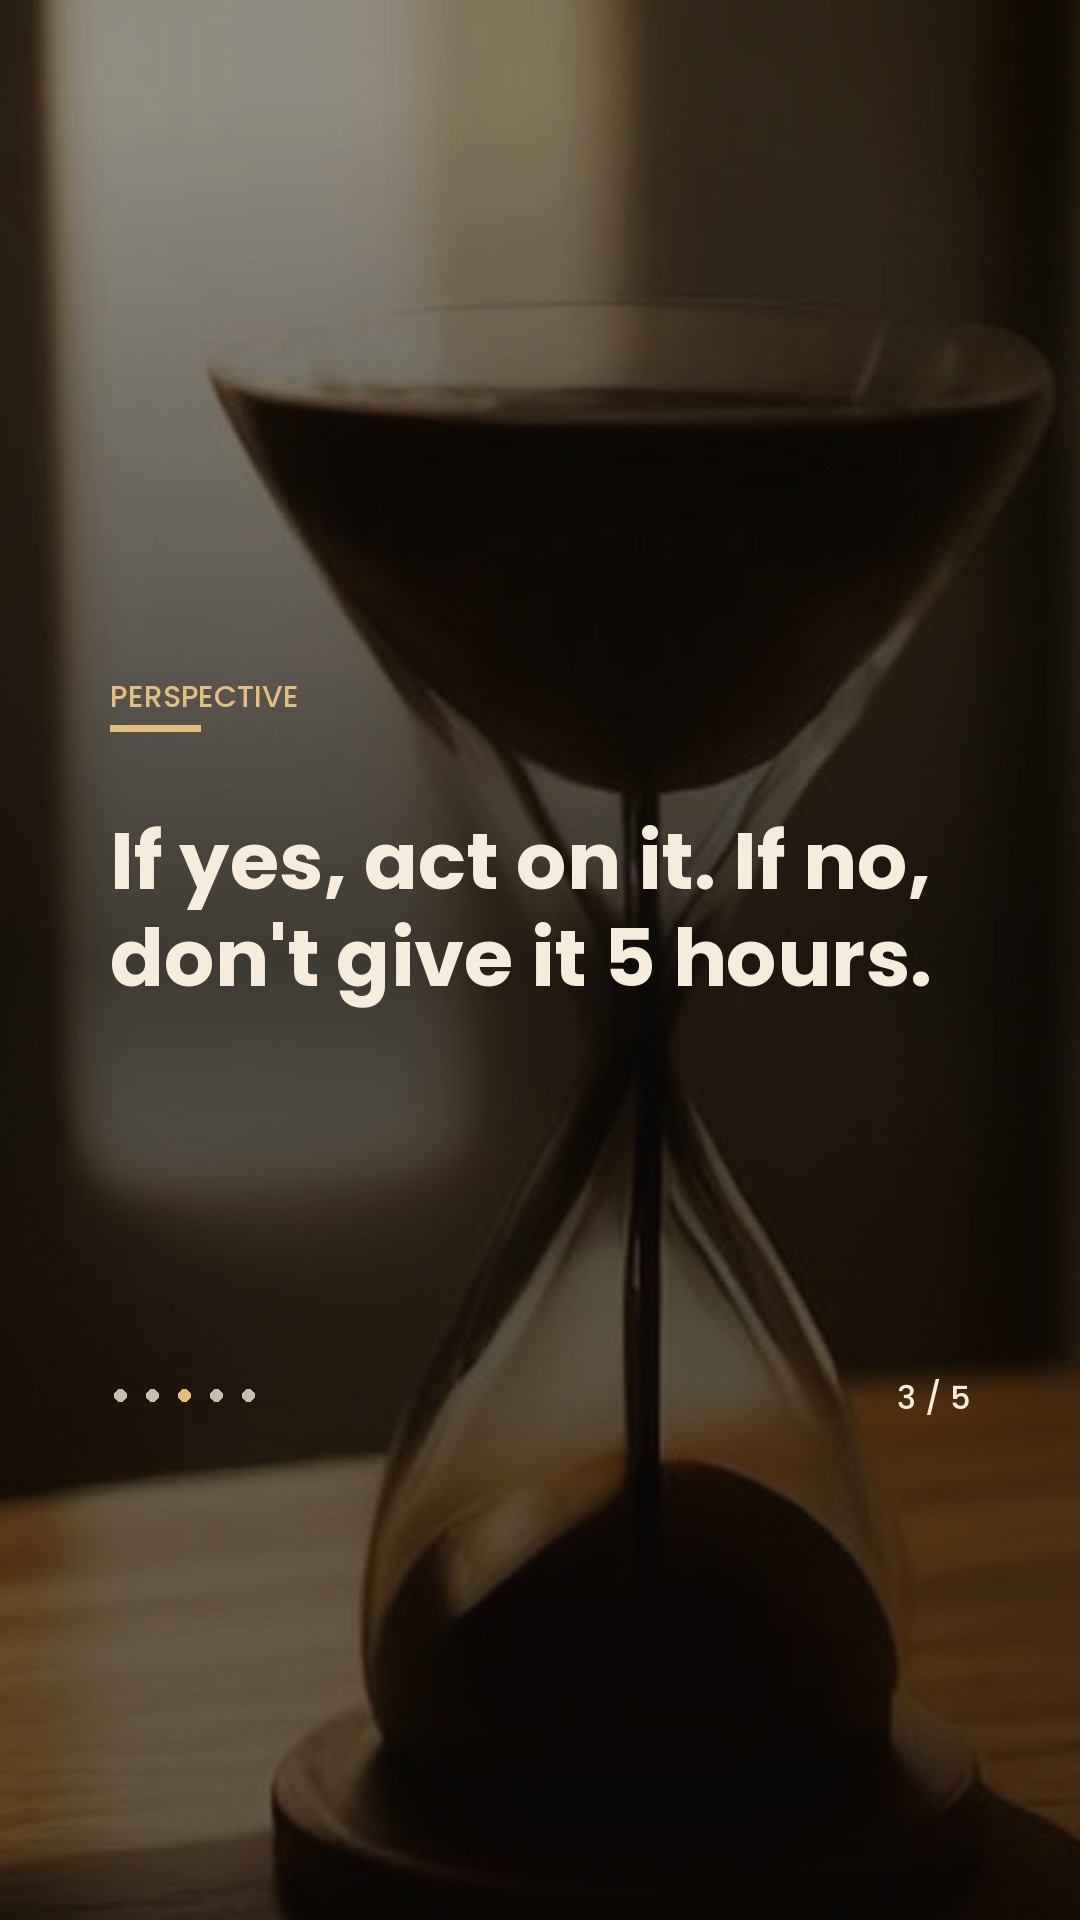 PERSPECTIVE
If yes, act on it. If no,
don't give it 5 hours.
3 / 5